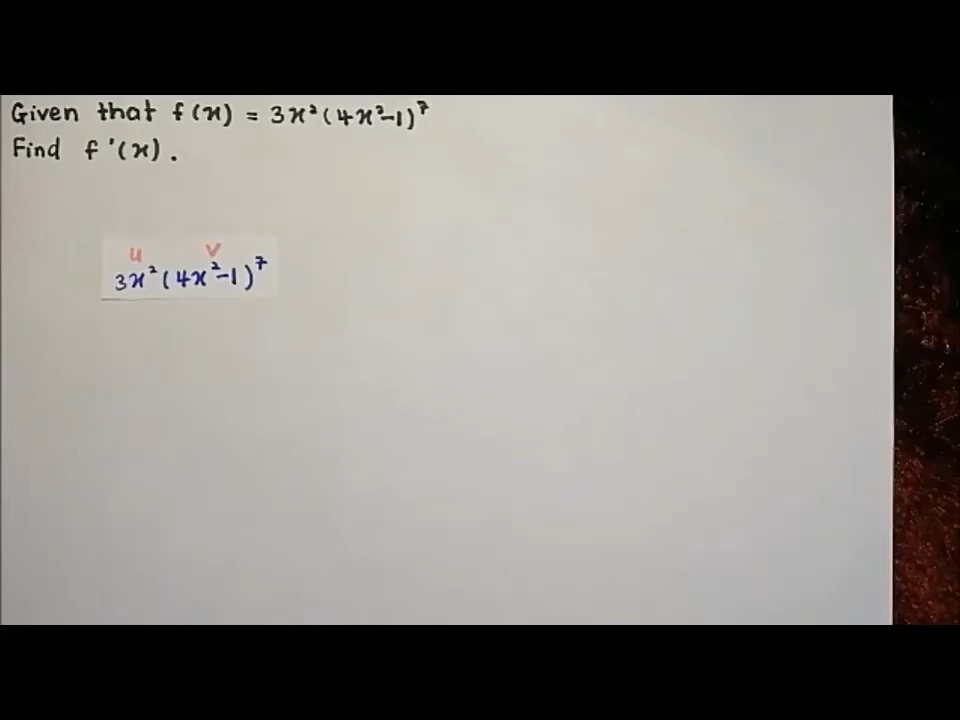 Given that f(x) = 3x²(4x²-1)⁷
Find f'(x).
u v
3x²(4x²-1)⁷